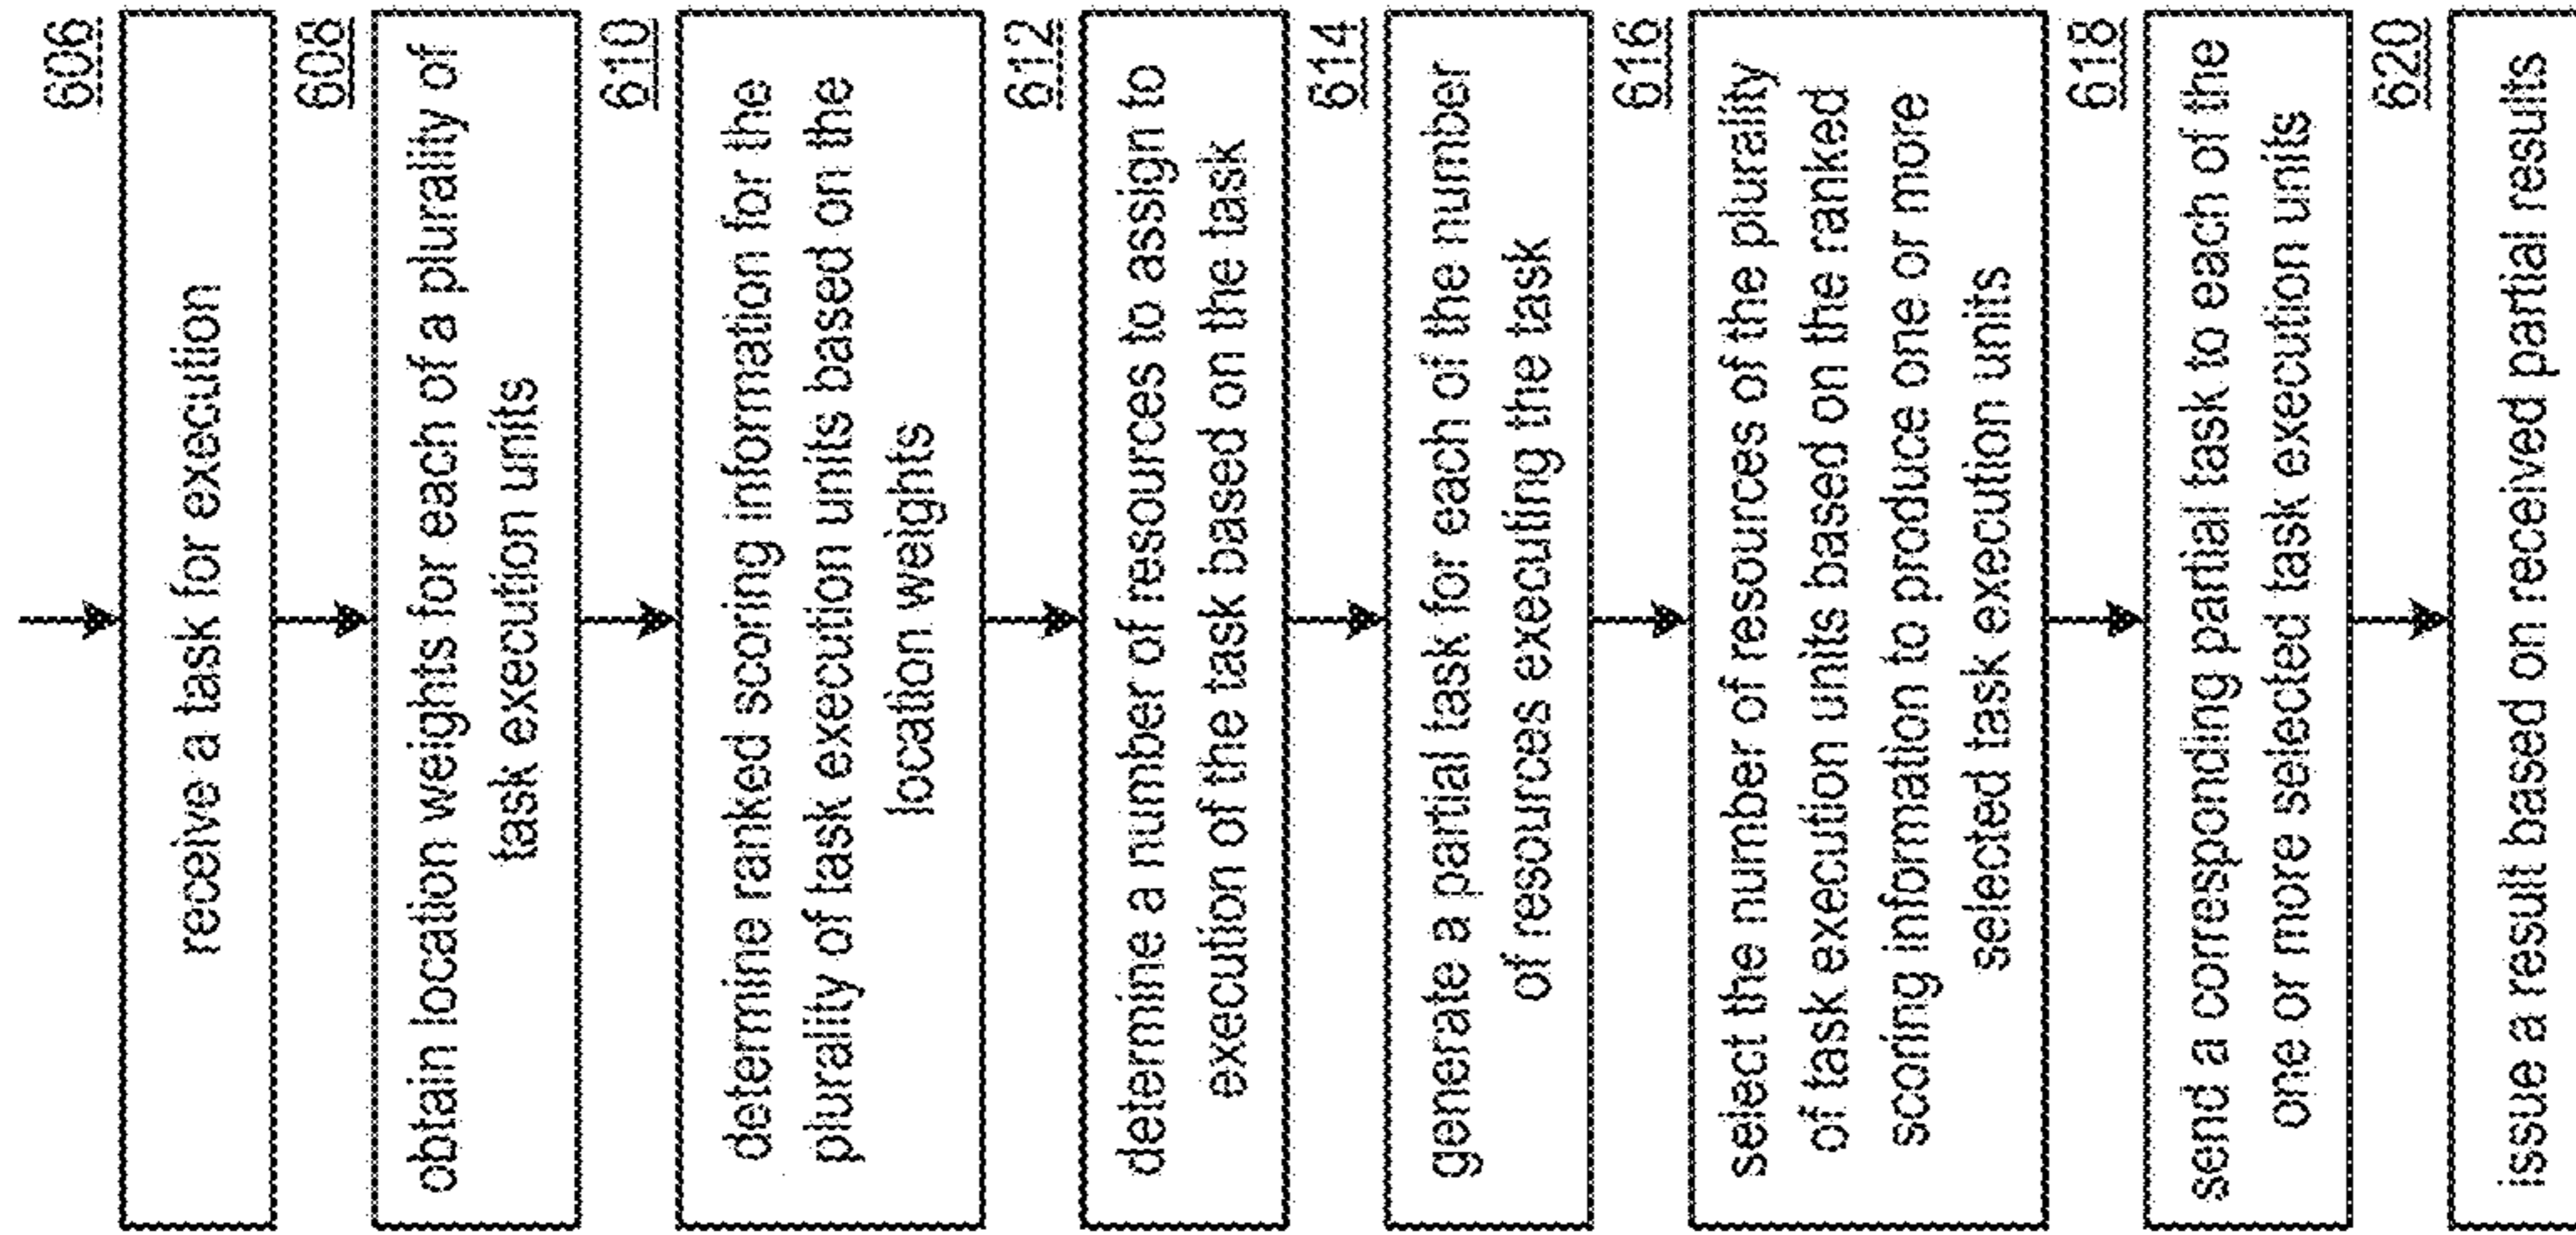 606
receive a task for execution
608
obtain location weights for each of a plurality of
task execution units
610
determine ranked scoring information for the
plurality of task execution units based on the
location weights
612
determine a number of resources to assign to
execution of the task based on the task
614
generate a partial task for each of the number
of resources executing the task
616
select the number of resources of the plurality
of task execution units based on the ranked
scoring information to produce one or more
selected task execution units
618
send a corresponding partial task to each of the
one or more selected task execution units
620
issue a result based on received partial results